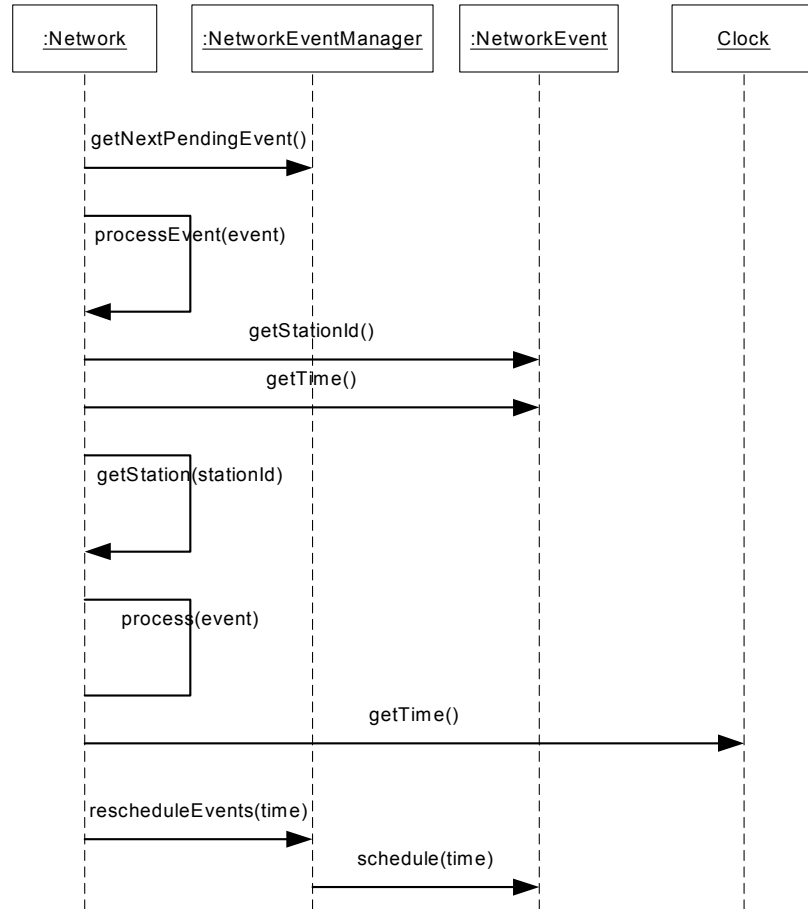 :Network
:NetworkEventManager
:NetworkEvent
Clock
getNextPendingEvent()
processEvent(event)
getStationId()
getTime()
getStation(stationId)
process(event)
getTime()
rescheduleEvents(time)
schedule(time)